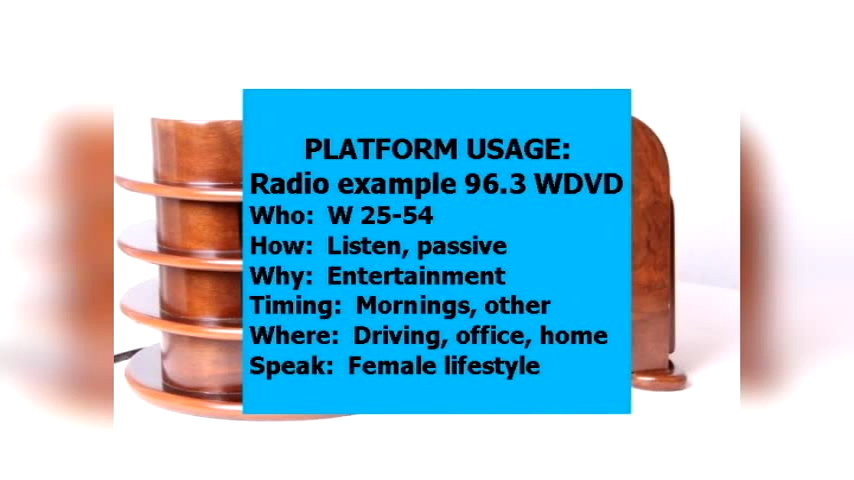 PLATFORM USAGE:
Radio example 96.3 WDVD
Who: W 25-54
How: Listen, passive
Why: Entertainment
Timing: Mornings, other
Where: Driving, office, home
Speak: Female lifestyle